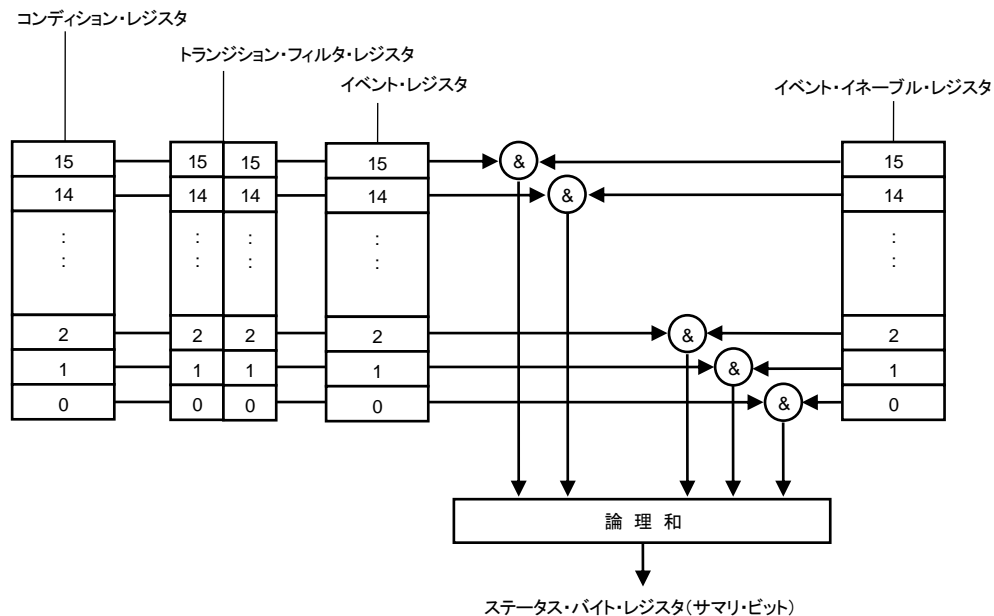 コンディション・レジスタ
トランジション・フィルタ・レジスタ
イベント・レジスタ
イベント・イネーブル・レジスタ
15 15 15 15 & 15
14 14 14 14 & 14
: : : : :
: : : : :
2 2 2 2 & 2
1 1 1 1 & 1
0 0 0 0 & 0
論 理 和
ステータス・バイト・レジスタ(サマリ・ビット)